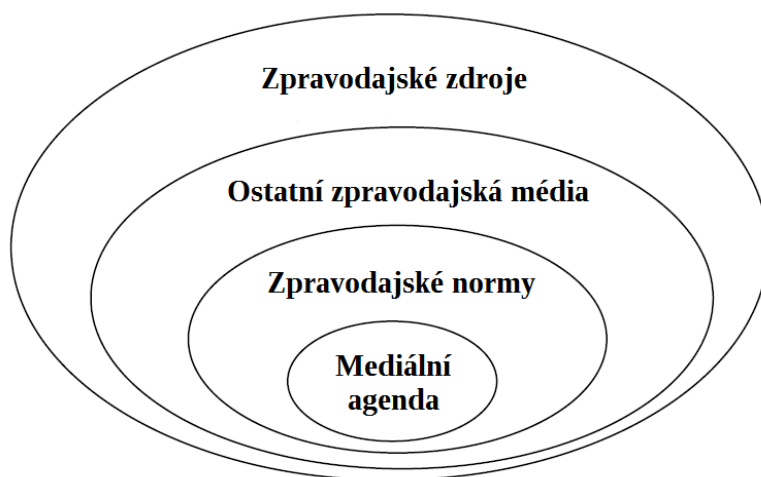 Zpravodajské zdroje
Ostatní zpravodajská média
Zpravodajské normy
Mediální
agenda